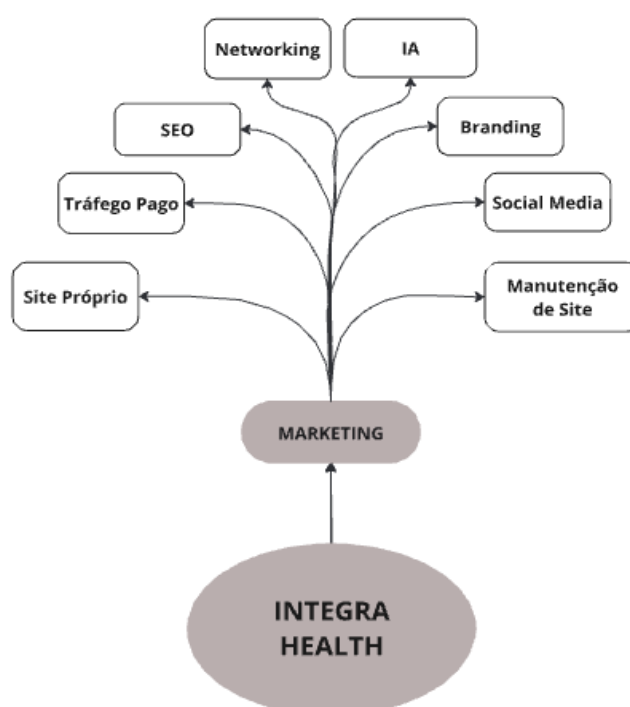 Networking
IA
SEO
Branding
Tráfego Pago
Social Media
Site Próprio
Manutenção
de Site
MARKETING
INTEGRA
HEALTH